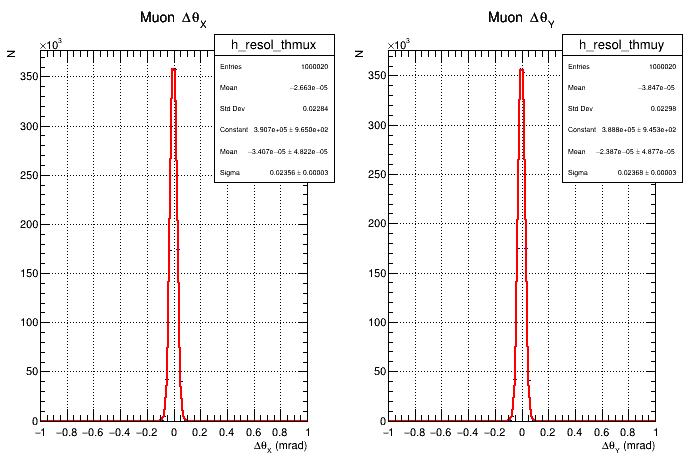 Muon Δθ_X
N
×10³
h_resol_thmux
Entries 1000020
Mean −2.663e−05
Std Dev 0.02284
Constant 3.907e+05 ± 9.650e+02
Mean −3.407e−05 ± 4.822e−05
Sigma 0.02356 ± 0.00003
350
300
250
200
150
100
50
0
−1 −0.8 −0.6 −0.4 −0.2 0 0.2 0.4 0.6 0.8 1
Δθ_X (mrad)
Muon Δθ_Y
N
×10³
h_resol_thmuy
Entries 1000020
Mean −3.847e−05
Std Dev 0.02298
Constant 3.888e+05 ± 9.453e+02
Mean −2.387e−05 ± 4.877e−05
Sigma 0.02368 ± 0.00003
350
300
250
200
150
100
50
0
−1 −0.8 −0.6 −0.4 −0.2 0 0.2 0.4 0.6 0.8 1
Δθ_Y (mrad)